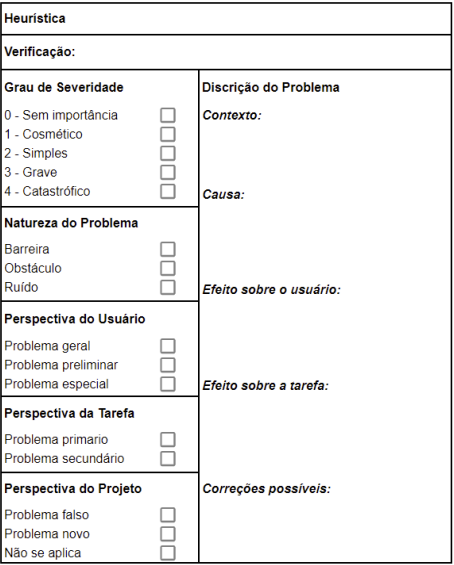 Heurística
Verificação:
Grau de Severidade
0 - Sem importância
1 - Cosmético
2 - Simples
3 - Grave
4 - Catastrófico
Natureza do Problema
Barreira
Obstáculo
Ruído
Perspectiva do Usuário
Problema geral
Problema preliminar
Problema especial
Perspectiva da Tarefa
Problema primario
Problema secundário
Perspectiva do Projeto
Problema falso
Problema novo
Não se aplica
Discrição do Problema
Contexto:
Causa:
Efeito sobre o usuário:
Efeito sobre a tarefa:
Correções possíveis: